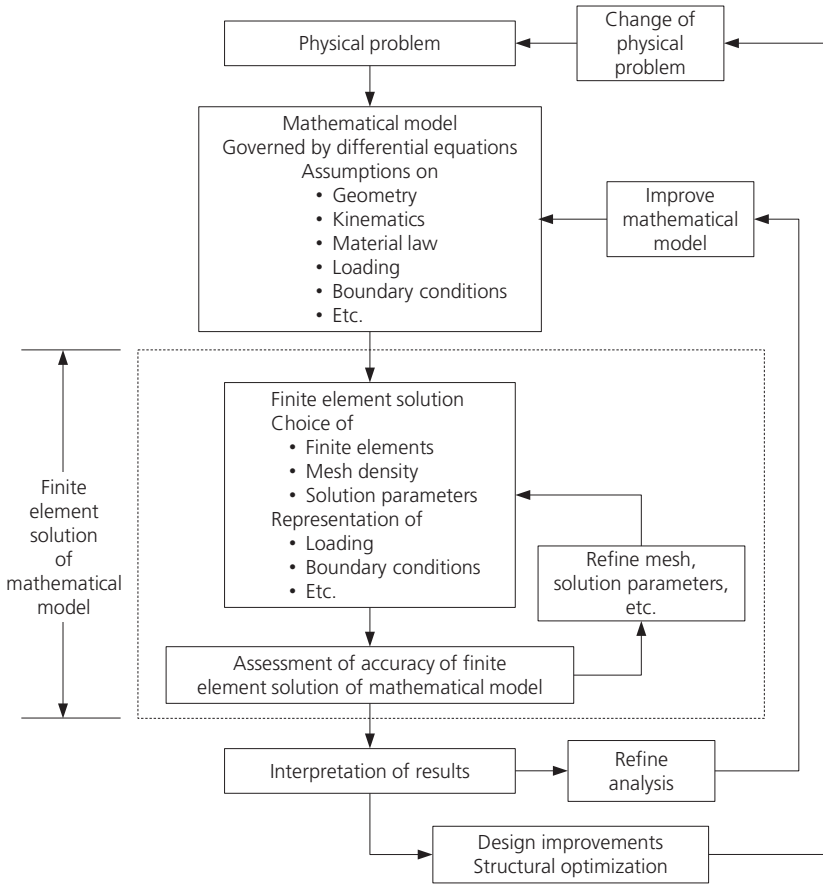 Physical problem
Change of
physical
problem
Mathematical model
Governed by differential equations
Assumptions on
• Geometry
• Kinematics
• Material law
• Loading
• Boundary conditions
• Etc.
Improve
mathematical
model
Finite
element
solution
of
mathematical
model
Finite element solution
Choice of
• Finite elements
• Mesh density
• Solution parameters
Representation of
• Loading
• Boundary conditions
• Etc.
Refine mesh,
solution parameters,
etc.
Assessment of accuracy of finite
element solution of mathematical model
Interpretation of results
Refine
analysis
Design improvements
Structural optimization